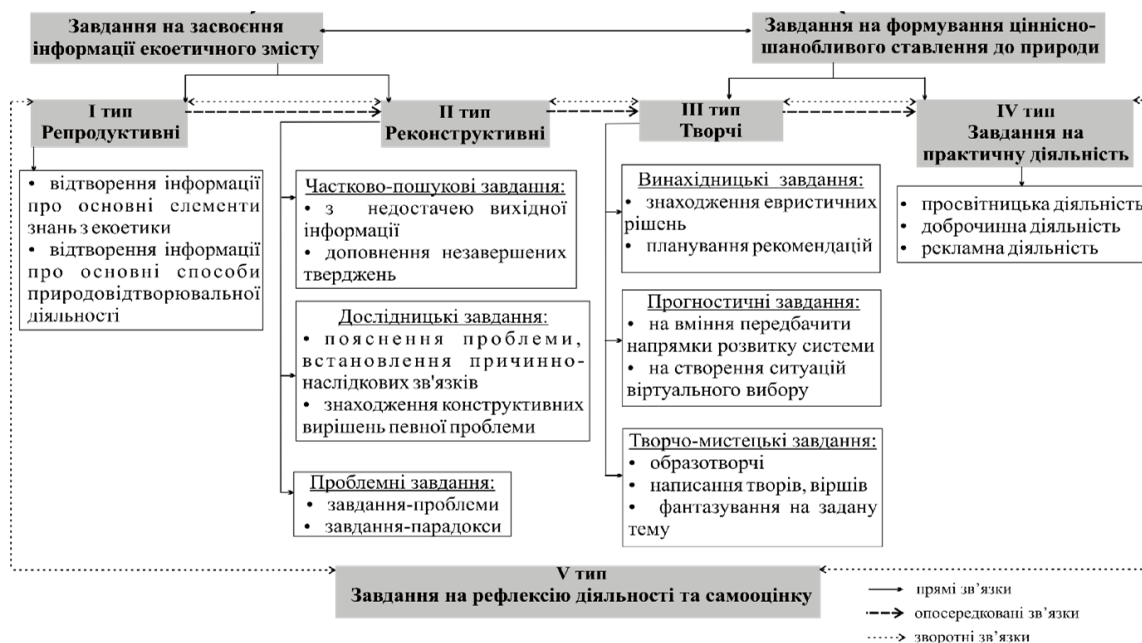 Завдання на засвоєння
інформації екоетичного змісту
Завдання на формування ціннісно-
шанобливого ставлення до природи
І тип
Репродуктивні
ІІ тип
Реконструктивні
ІІІ тип
Творчі
IV тип
Завдання на
практичну діяльність
• відтворення інформації
про основні елементи
знань з екоетики
• відтворення інформації
про основні способи
природовідтворювальної
діяльності
Частково-пошукові завдання:
• з недостачею вихідної
інформації
• доповнення незавершених
тверджень
Дослідницькі завдання:
• пояснення проблеми,
встановлення причинно-
наслідкових зв'язків
• знаходження конструктивних
вирішень певної проблеми
Проблемні завдання:
• завдання-проблеми
• завдання-парадокси
Винахідницькі завдання:
• знаходження евристичних
рішень
• планування рекомендацій
Прогностичні завдання:
• на вміння передбачити
напрямки розвитку системи
• на створення ситуацій
віртуального вибору
Творчо-мистецькі завдання:
• образотворчі
• написання творів, віршів
• фантазування на задану
тему
• просвітницька діяльність
• доброчинна діяльність
• рекламна діяльність
V тип
Завдання на рефлексію діяльності та самооцінку
прямі зв’язки
опосередковані зв’язки
зворотні зв’язки